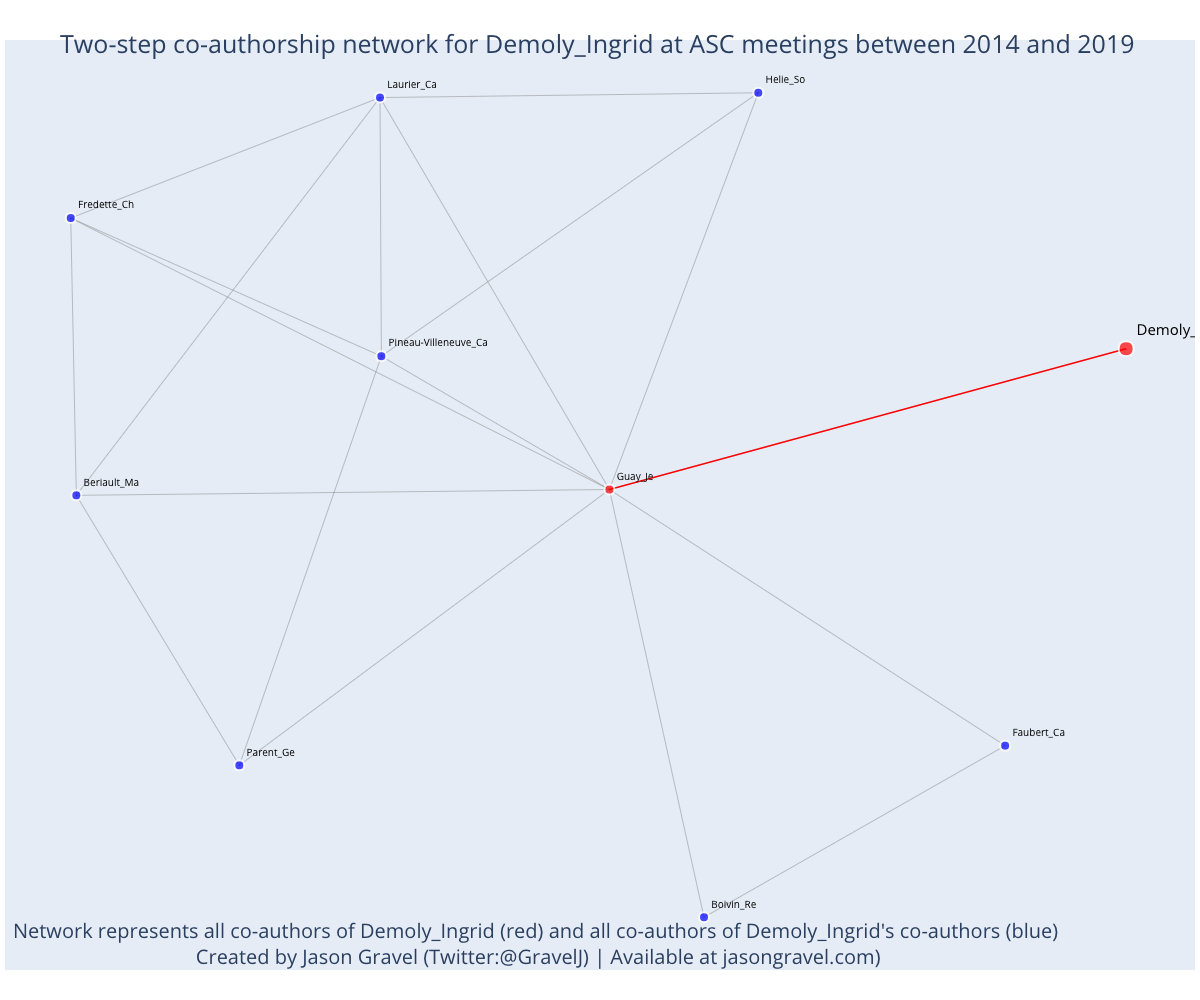 Two-step co-authorship network for Demoly_Ingrid at ASC meetings between 2014 and 2019
Helie_So
Laurier_Ca
Fredette_Ch
Demoly_
Pineau-Villeneuve_Ca
Guay_Je
Beriault_Ma
Faubert_Ca
Parent_Ge
Boivin_Re
Network represents all co-authors of Demoly_Ingrid (red) and all co-authors of Demoly_Ingrid's co-authors (blue)
Created by Jason Gravel (Twitter:@GravelJ) | Available at jasongravel.com)